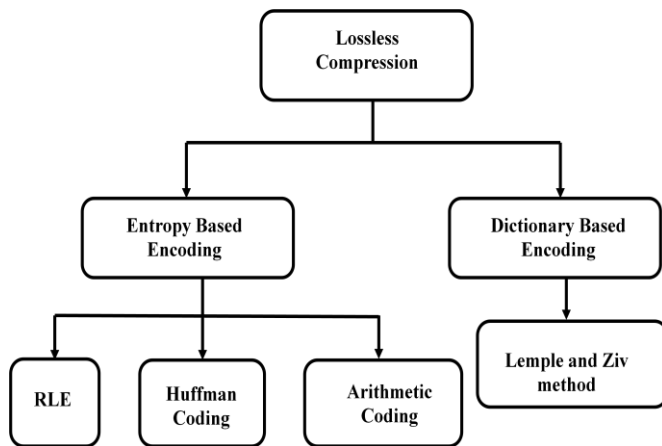 Lossless
Compression
Entropy Based
Encoding
Dictionary Based
Encoding
RLE
Huffman
Coding
Arithmetic
Coding
Lemple and Ziv
method